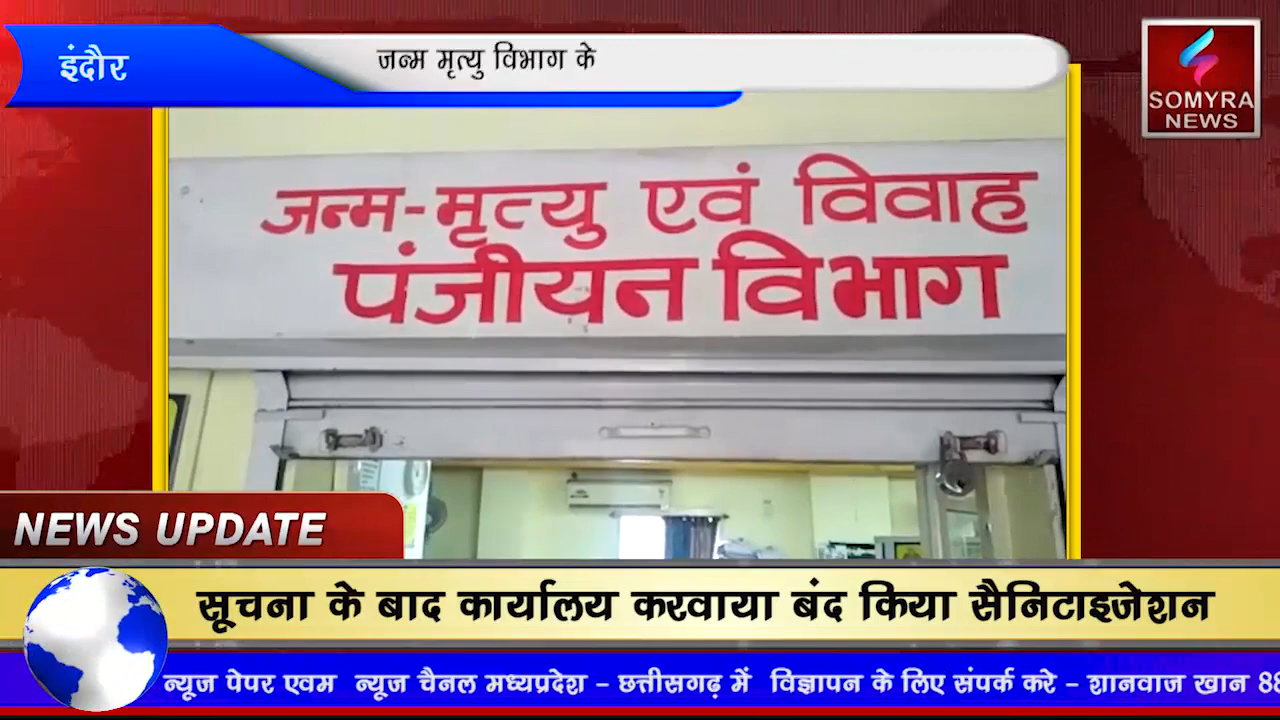 इंदौर
जन्म मृत्यु विभाग के
SOMYRA
NEWS
जन्म-मृत्यु एवं विवाह
पंजीयन विभाग
NEWS UPDATE
सूचना के बाद कार्यालय करवाया बंद किया सैनिटाइजेशन
न्यूज पेपर एवम न्यूज चैनल मध्यप्रदेश - छत्तीसगढ़ में विज्ञापन के लिए संपर्क करे - शानवाज खान 88